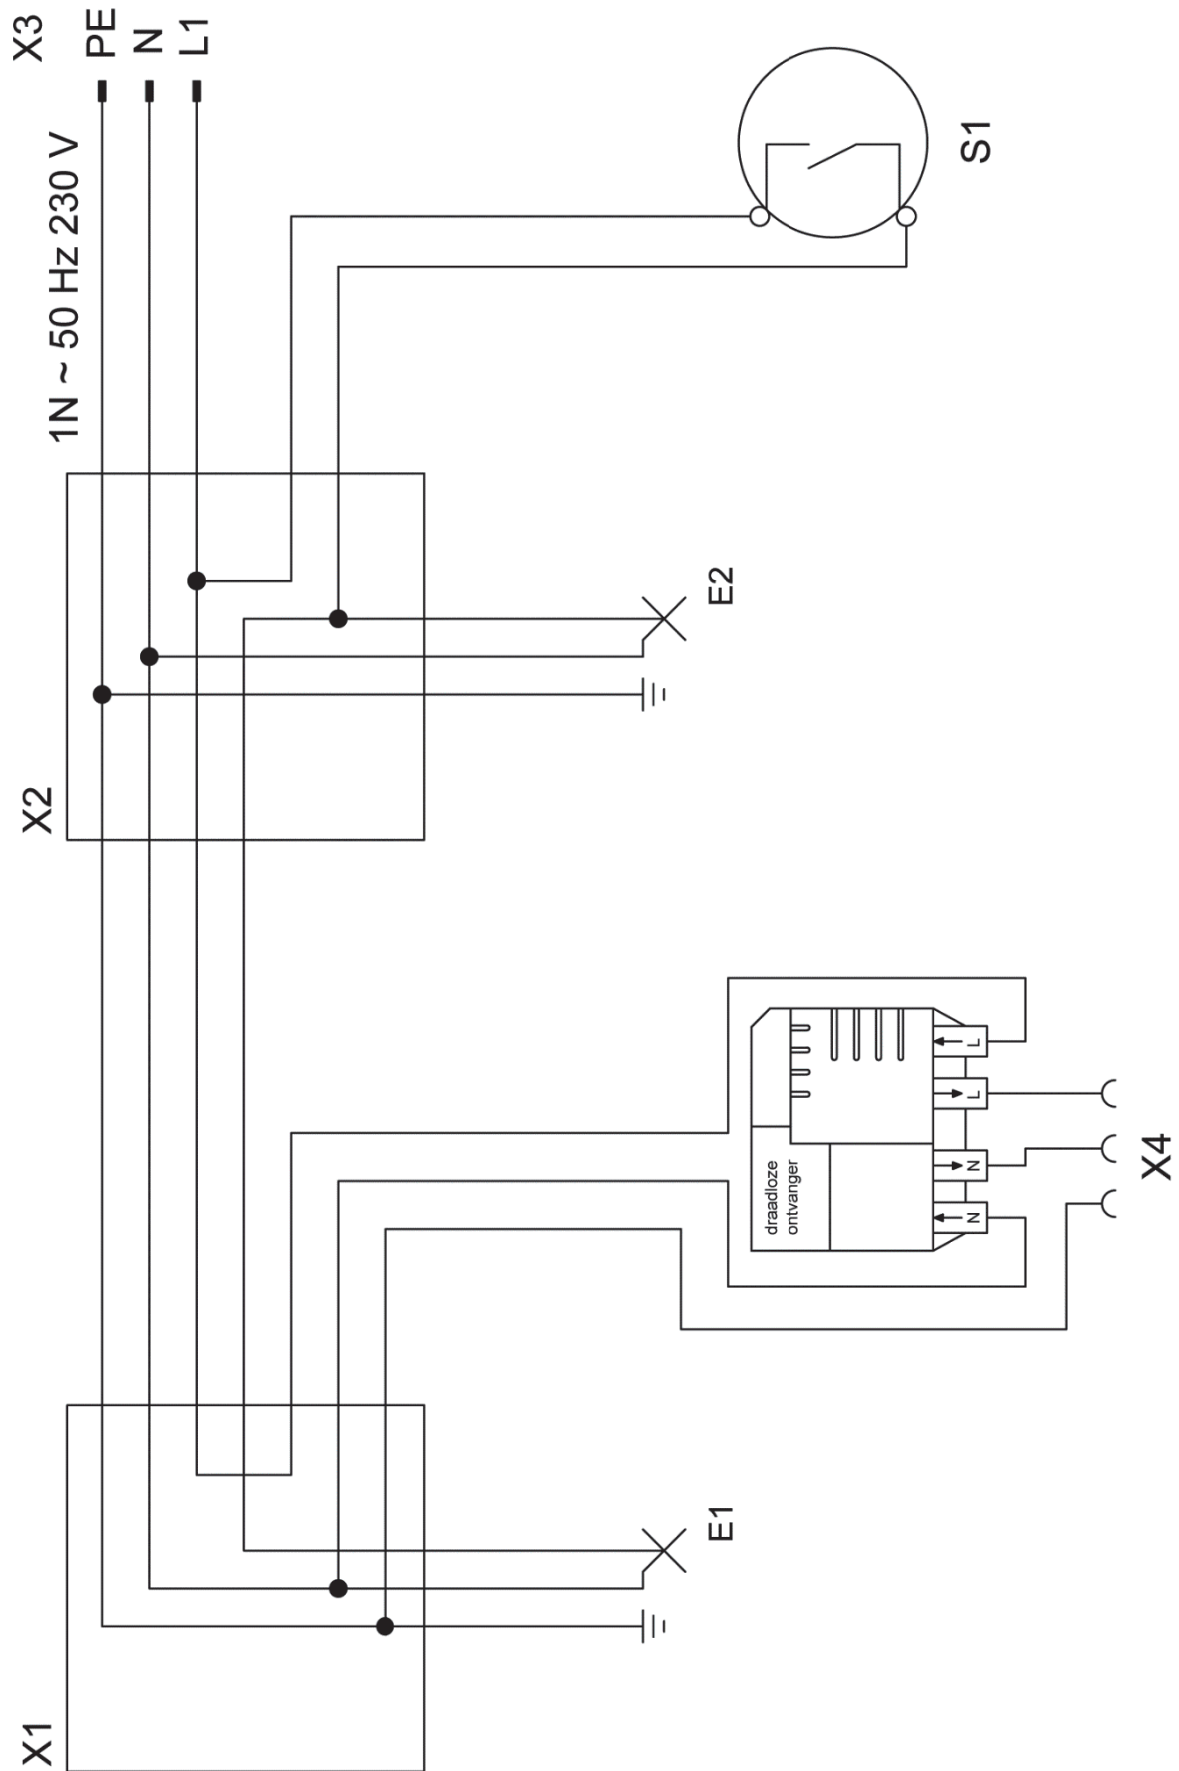 X3
PE
N
L1
1N ~ 50 Hz 230 V
S1
X2
E2
draadloze
ontvanger
L
L
N
N
X4
X1
E1